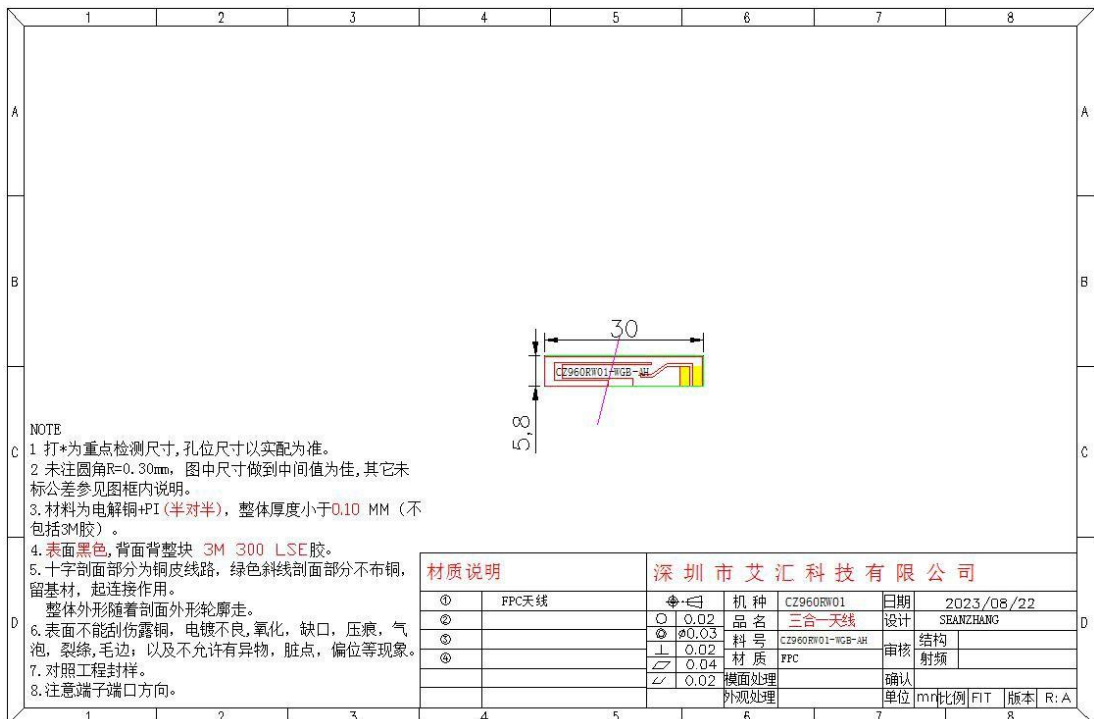 1 2 3 4 5 6 7 8
A A
B B
C C
D D
30
5,8
CZ960RW01-WGB-AH
NOTE
1 打*为重点检测尺寸,孔位尺寸以实配为准。
2 未注圆角R=0.30mm, 图中尺寸做到中间值为佳,其它未
标公差参见图框内说明。
3.材料为电解铜+PI(半对半), 整体厚度小于0.10 MM (不
包括3M胶) 。
4.表面黑色,背面背整块 3M 300 LSE胶。
5.十字剖面部分为铜皮线路, 绿色斜线剖面部分不布铜,
留基材, 起连接作用。
整体外形随着剖面外形轮廓走。
6.表面不能刮伤露铜, 电镀不良,氧化, 缺口, 压痕, 气
泡, 裂绦,毛边; 以及不允许有异物, 脏点, 偏位等现象。
7.对照工程封样。
8.注意端子端口方向。
材质说明
① FPC天线
②
③
④
深圳市艾汇科技有限公司
机 种 CZ960RW01 日期 2023/08/22
0.02 品 名 三合一天线 设计 SEANZHANG
ø0.03 料 号 CZ960RW01-WGB-AH 审核 结构
0.02
0.04 材 质 FPC 射频
0.02 模面处理 确认
外观处理 单位 mm 比例 FIT 版本 R:A
1 2 3 4 5 6 7 8